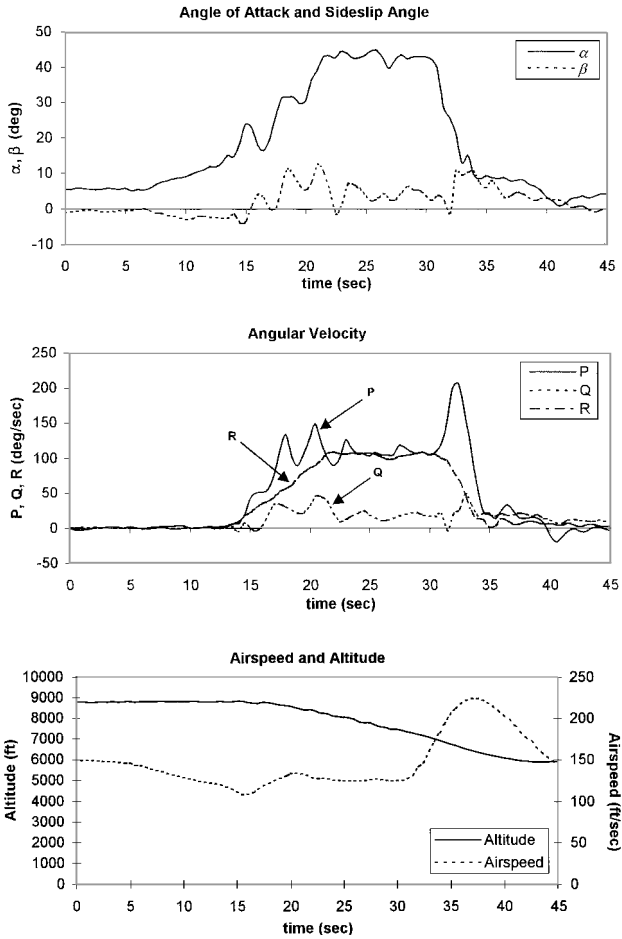 Angle of Attack and Sideslip Angle
50
40
30
20
10
0
-10
α, β (deg)
α
β
0 5 10 15 20 25 30 35 40 45
time (sec)
Angular Velocity
250
200
150
100
50
0
-50
P, Q, R (deg/sec)
P
Q
R
P
R
Q
0 5 10 15 20 25 30 35 40 45
time (sec)
Airspeed and Altitude
10000 250
9000
8000 200
7000
6000 150
5000
4000 100
3000
2000 50
1000
0 0
Altitude (ft)
Airspeed (ft/sec)
Altitude
Airspeed
0 5 10 15 20 25 30 35 40 45
time (sec)